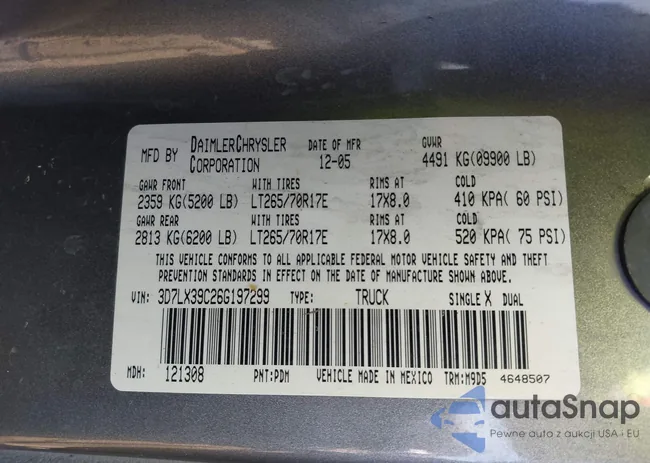 MFD BY DAIMLERCHRYSLER CORPORATION DATE OF MFR 12-05 GVWR 4491 KG(09900 LB)
GAWR FRONT WITH TIRES RIMS AT COLD
2359 KG(5200 LB) LT265/70R17E 17X8.0 410 KPA( 60 PSI)
GAWR REAR WITH TIRES RIMS AT COLD
2813 KG(6200 LB) LT265/70R17E 17X8.0 520 KPA( 75 PSI)
THIS VEHICLE CONFORMS TO ALL APPLICABLE FEDERAL MOTOR VEHICLE SAFETY AND THEFT
PREVENTION STANDARDS IN EFFECT ON THE DATE OF MANUFACTURE SHOWN ABOVE.
VIN: 3D7LX39C26G197299 TYPE: TRUCK SINGLE X DUAL
MDH: 121308 PNT:PDM VEHICLE MADE IN MEXICO TRM:M9D5 4648507
autaSnap
Pewne auto z aukcji USA i EU